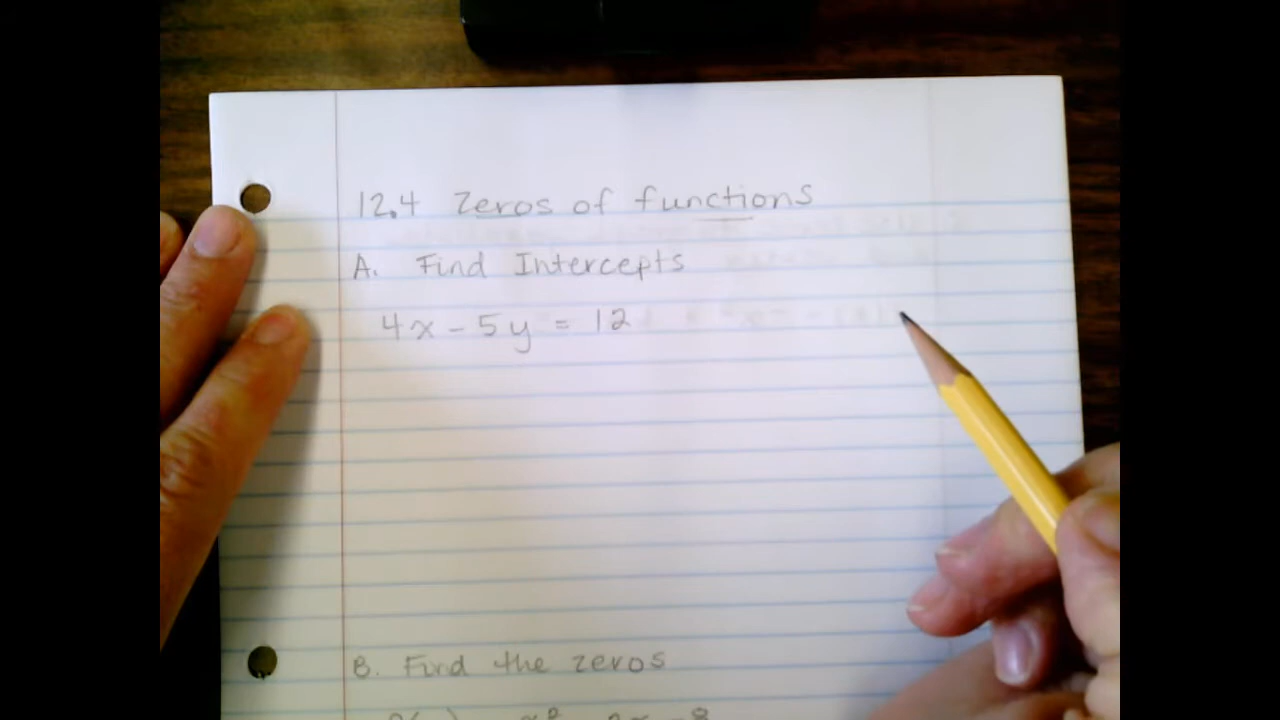 12.4 Zeros of functions
A. Find Intercepts
4x - 5y = 12
B. Find the zeros